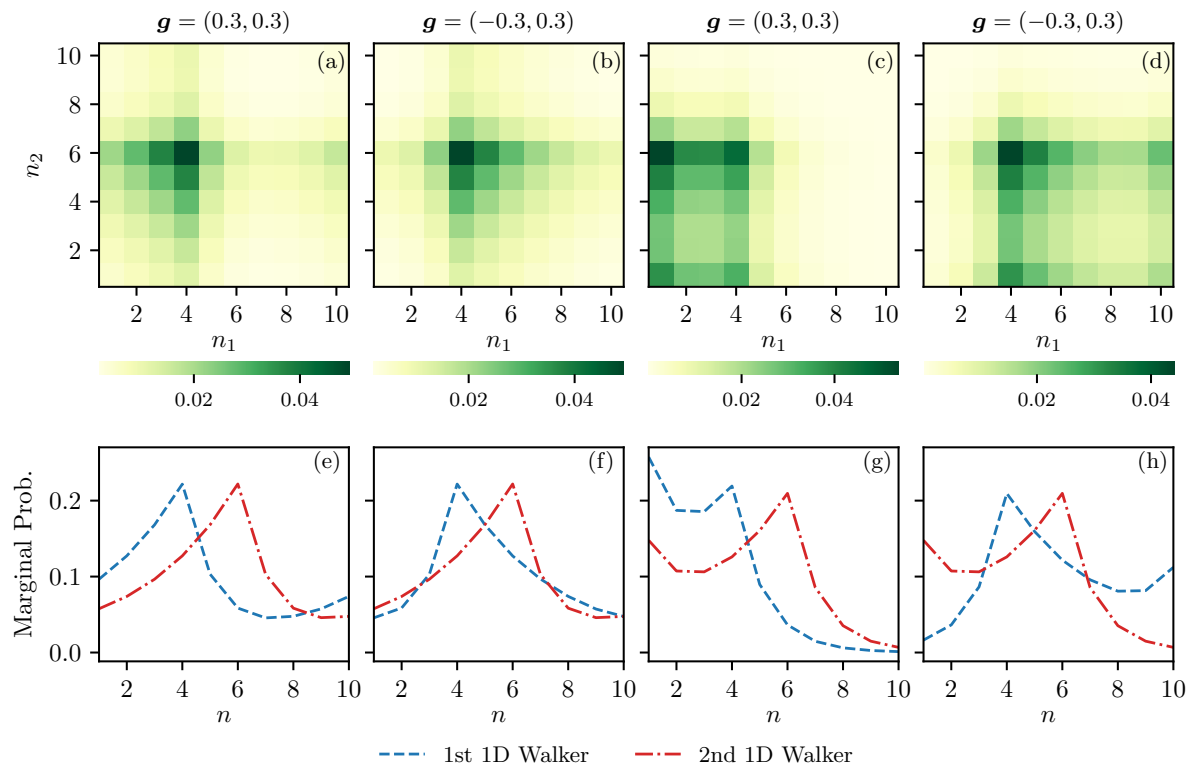 g = (0.3, 0.3) g = (−0.3, 0.3) g = (0.3, 0.3) g = (−0.3, 0.3)
(a) (b) (c) (d)
n₂
10
8
6
4
2
2 4 6 8 10 2 4 6 8 10 2 4 6 8 10 2 4 6 8 10
n₁ n₁ n₁ n₁
0.02 0.04 0.02 0.04 0.02 0.04 0.02 0.04
(e) (f) (g) (h)
Marginal Prob.
0.2
0.1
0.0
2 4 6 8 10 2 4 6 8 10 2 4 6 8 10 2 4 6 8 10
n n n n
1st 1D Walker 2nd 1D Walker